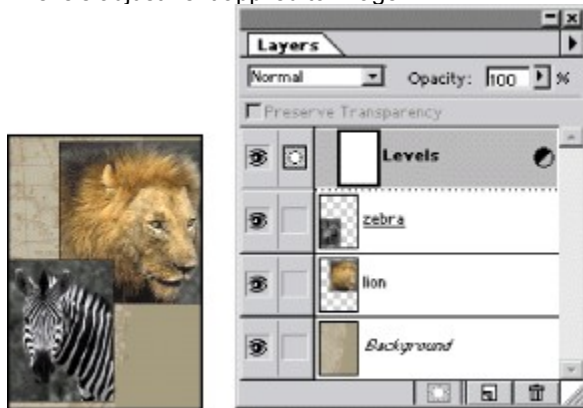 Layers
Normal Opacity: 100 %
Preserve Transparency
Levels
zebra
lion
Background